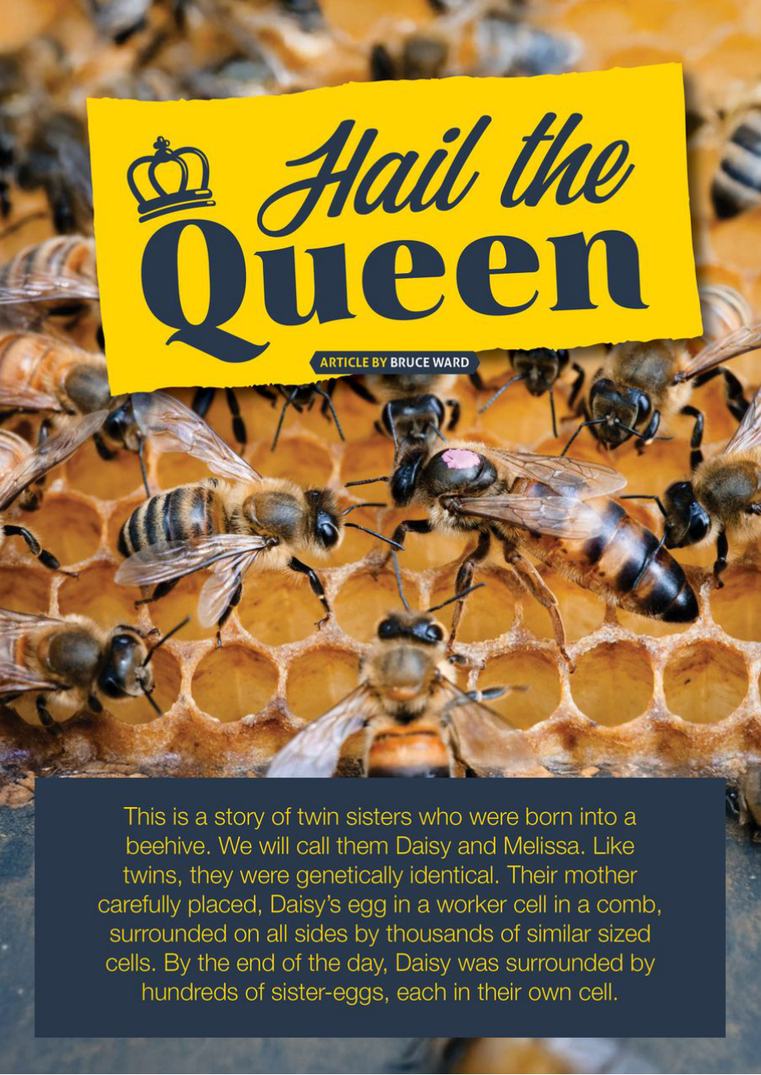 Hail the
Queen
ARTICLE BY BRUCE WARD
This is a story of twin sisters who were born into a
beehive. We will call them Daisy and Melissa. Like
twins, they were genetically identical. Their mother
carefully placed, Daisy’s egg in a worker cell in a comb,
surrounded on all sides by thousands of similar sized
cells. By the end of the day, Daisy was surrounded by
hundreds of sister-eggs, each in their own cell.